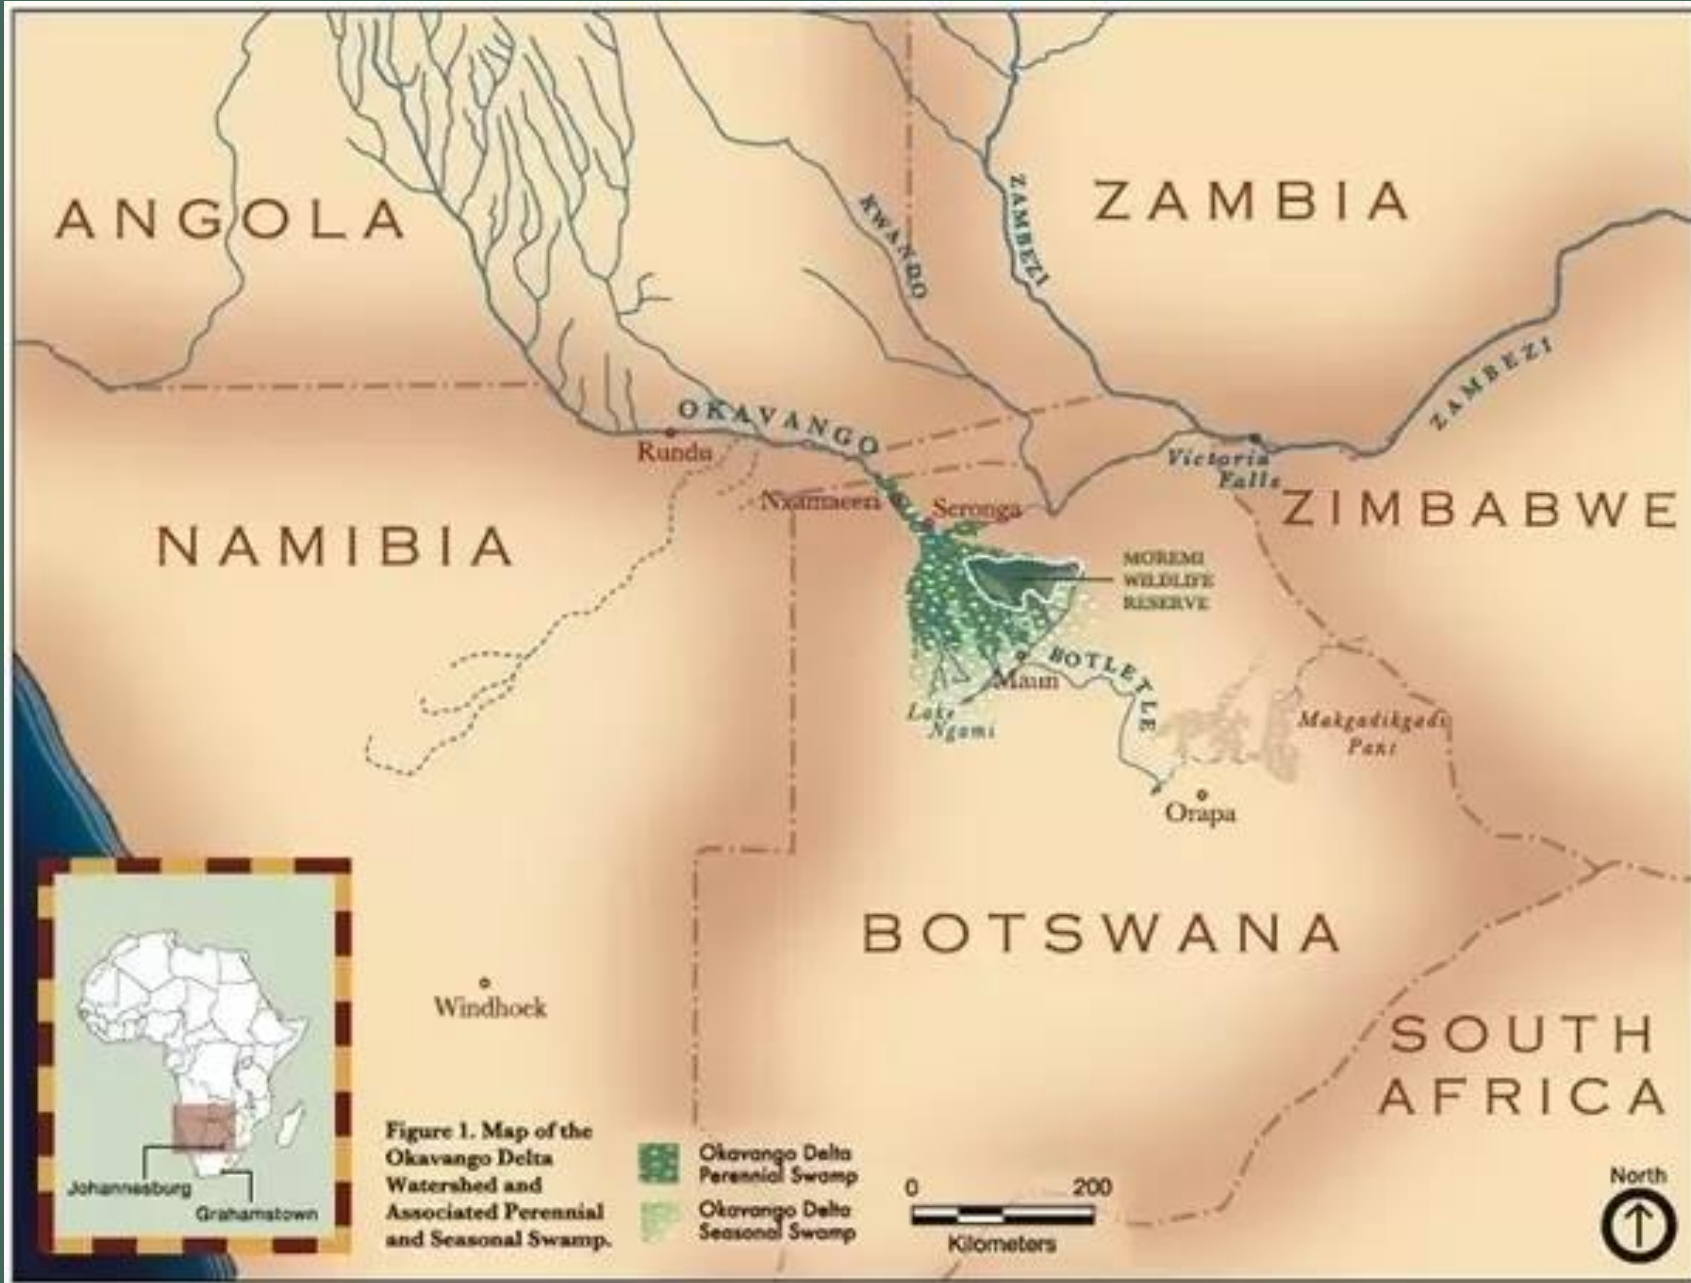 ANGOLA
ZAMBIA
KWANDO
ZAMBEZI
ZAMBEZI
OKAVANGO
Rundu
Victoria
Falls
Seronga
ZIMBABWE
NAMIBIA
MOREMI
WILDLIFE
RESERVE
BOTLETLE
Maun
Lake
Ngami
Makgadikgadi
Pans
Orapa
BOTSWANA
Windhoek
SOUTH
AFRICA
Johannesburg
Grahamstown
Figure 1. Map of the
Okavango Delta
Watershed and
Associated Perennial
and Seasonal Swamp.
Okavango Delta
Perennial Swamp
Okavango Delta
Seasonal Swamp
0 200
Kilometers
North